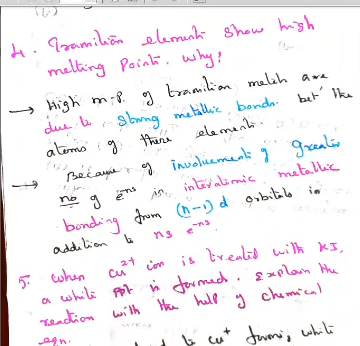 4. Transition element show high
melting point. Why?
→ High m.p. of transition metals are
due to strong metallic bonds bet' the
atoms of these elements.
→ Because of involvement of greater
no of e-ns in interatomic metallic
bonding from (n-1)d orbitals in
addition to ns e-ns.
5. when Cu2+ ion is treated with KI,
a white ppt is formed. Explain the
reaction with the help of chemical
eqn.
to Cu+ forms, white